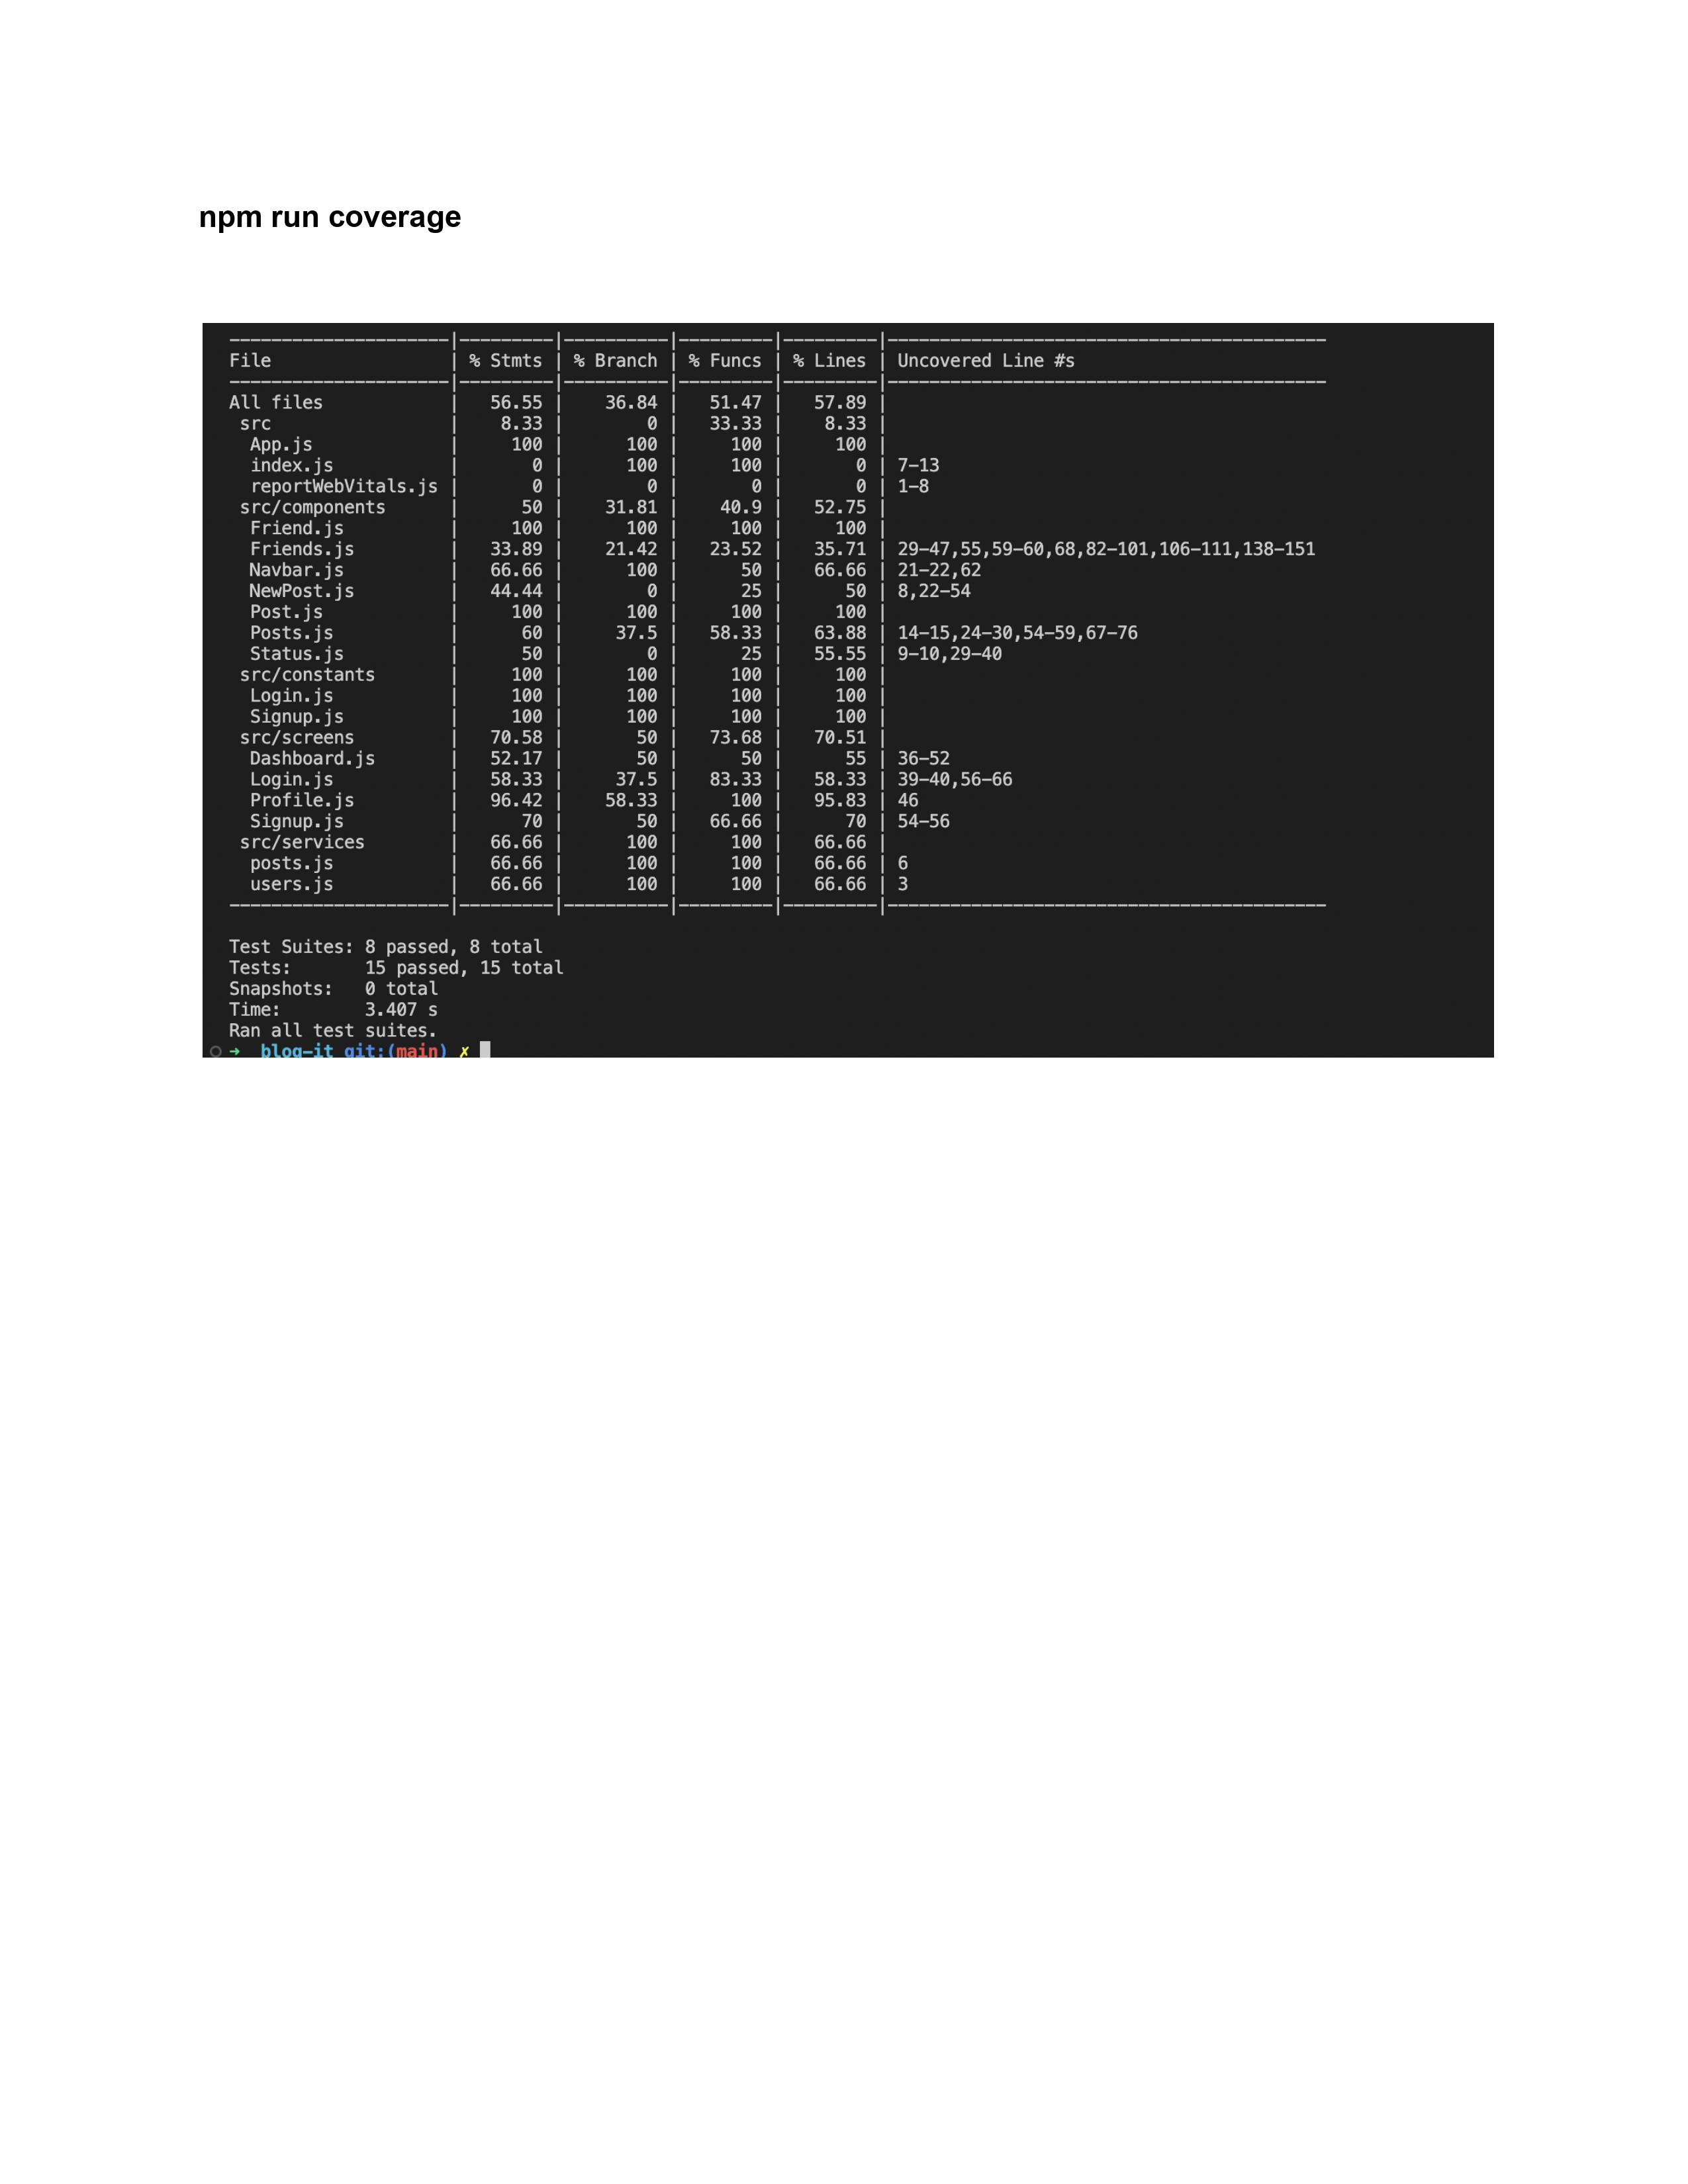 npm run coverage
---------------------|---------|----------|---------|---------|------------------------------------------
File                 | % Stmts | % Branch | % Funcs | % Lines | Uncovered Line #s
---------------------|---------|----------|---------|---------|------------------------------------------
All files            |   56.55 |    36.84 |   51.47 |   57.89 |
 src                 |    8.33 |        0 |   33.33 |    8.33 |
  App.js             |     100 |      100 |     100 |     100 |
  index.js           |       0 |      100 |     100 |       0 | 7-13
  reportWebVitals.js |       0 |        0 |       0 |       0 | 1-8
 src/components      |      50 |    31.81 |    40.9 |   52.75 |
  Friend.js          |     100 |      100 |     100 |     100 |
  Friends.js         |   33.89 |    21.42 |   23.52 |   35.71 | 29-47,55,59-60,68,82-101,106-111,138-151
  Navbar.js          |   66.66 |      100 |      50 |   66.66 | 21-22,62
  NewPost.js         |   44.44 |        0 |      25 |      50 | 8,22-54
  Post.js            |     100 |      100 |     100 |     100 |
  Posts.js           |      60 |     37.5 |   58.33 |   63.88 | 14-15,24-30,54-59,67-76
  Status.js          |      50 |        0 |      25 |   55.55 | 9-10,29-40
 src/constants       |     100 |      100 |     100 |     100 |
  Login.js           |     100 |      100 |     100 |     100 |
  Signup.js          |     100 |      100 |     100 |     100 |
 src/screens         |   70.58 |       50 |   73.68 |   70.51 |
  Dashboard.js       |   52.17 |       50 |      50 |      55 | 36-52
  Login.js           |   58.33 |     37.5 |   83.33 |   58.33 | 39-40,56-66
  Profile.js         |   96.42 |    58.33 |     100 |   95.83 | 46
  Signup.js          |      70 |       50 |   66.66 |      70 | 54-56
 src/services        |   66.66 |      100 |     100 |   66.66 |
  posts.js           |   66.66 |      100 |     100 |   66.66 | 6
  users.js           |   66.66 |      100 |     100 |   66.66 | 3
---------------------|---------|----------|---------|---------|------------------------------------------
Test Suites: 8 passed, 8 total
Tests:       15 passed, 15 total
Snapshots:   0 total
Time:        3.407 s
Ran all test suites.
➜  blog-it git:(main) ✗